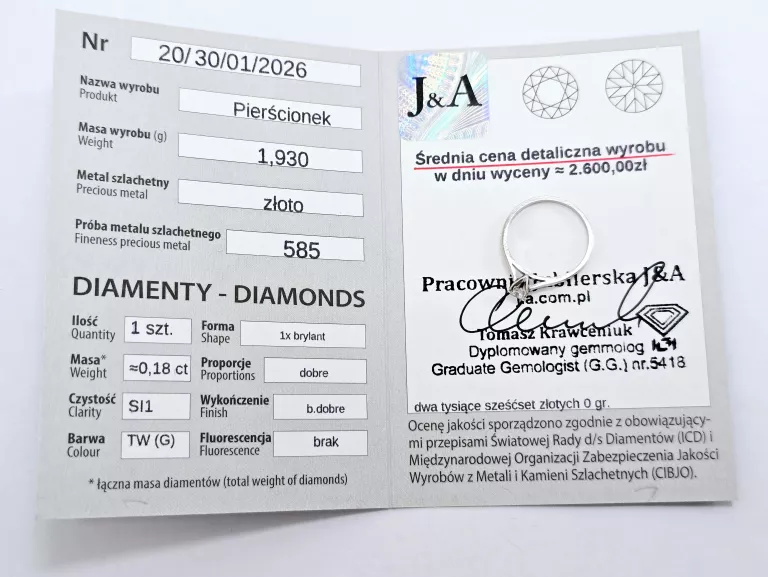 Nr 20/30/01/2026
Nazwa wyrobu
Produkt
Pierścionek
Masa wyrobu (g)
Weight
1,930
Metal szlachetny
Precious metal
złoto
Próba metalu szlachetnego
Fineness precious metal
585
DIAMENTY - DIAMONDS
Ilość
Quantity
1 szt.
Forma
Shape
1x brylant
Masa*
Weight
≈0,18 ct
Proporcje
Proportions
dobre
Czystość
Clarity
SI1
Wykończenie
Finish
b.dobre
Barwa
Colour
TW (G)
Fluorescencja
Fluorescence
brak
* łączna masa diamentów (total weight of diamonds)
J&A
Średnia cena detaliczna wyrobu
w dniu wyceny ≈ 2.600,00zł
J&A
.com.pl
Tomasz Krawteniuk
Dyplomowany gemmolog
Graduate Gemologist (G.G.) nr.5418
dwa tysiące sześćset złotych 0 gr.
Ocenę jakości sporządzono zgodnie z obowiązujący-
mi przepisami Światowej Rady d/s Diamentów (ICD) i
Międzynarodowej Organizacji Zabezpieczenia Jakości
Wyrobów z Metali i Kamieni Szlachetnych (CIBJO).